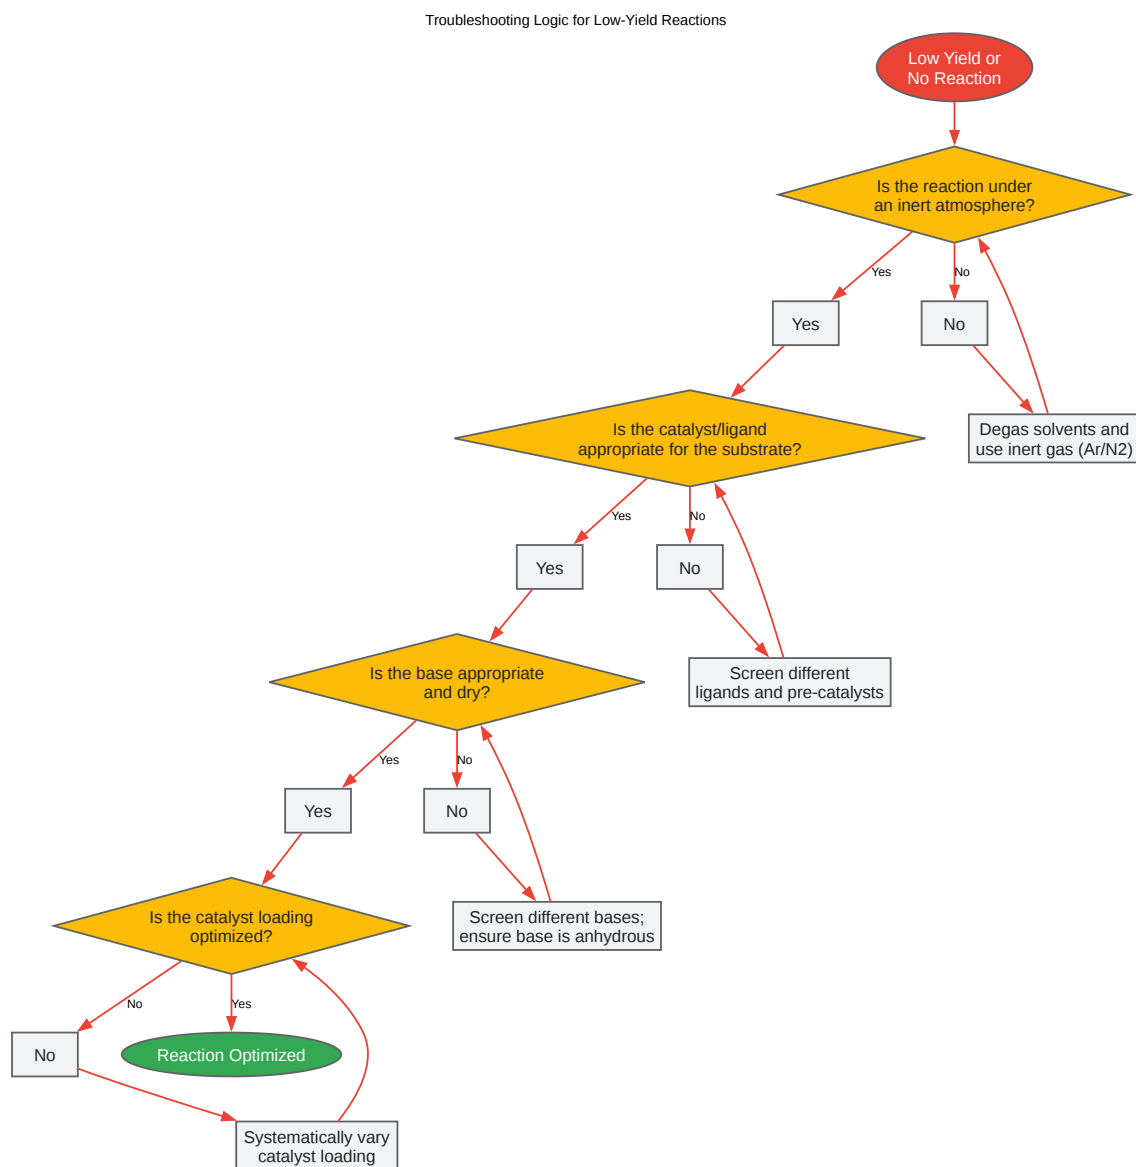 Troubleshooting Logic for Low-Yield Reactions
Low Yield or
No Reaction
Is the reaction under
an inert atmosphere?
Yes
No
Yes
No
Degas solvents and
use inert gas (Ar/N2)
Is the catalyst/ligand
appropriate for the substrate?
Yes
No
Yes
No
Screen different
ligands and pre-catalysts
Is the base appropriate
and dry?
Yes
No
Yes
No
Screen different bases;
ensure base is anhydrous
Is the catalyst loading
optimized?
No
Yes
No
Reaction Optimized
Systematically vary
catalyst loading